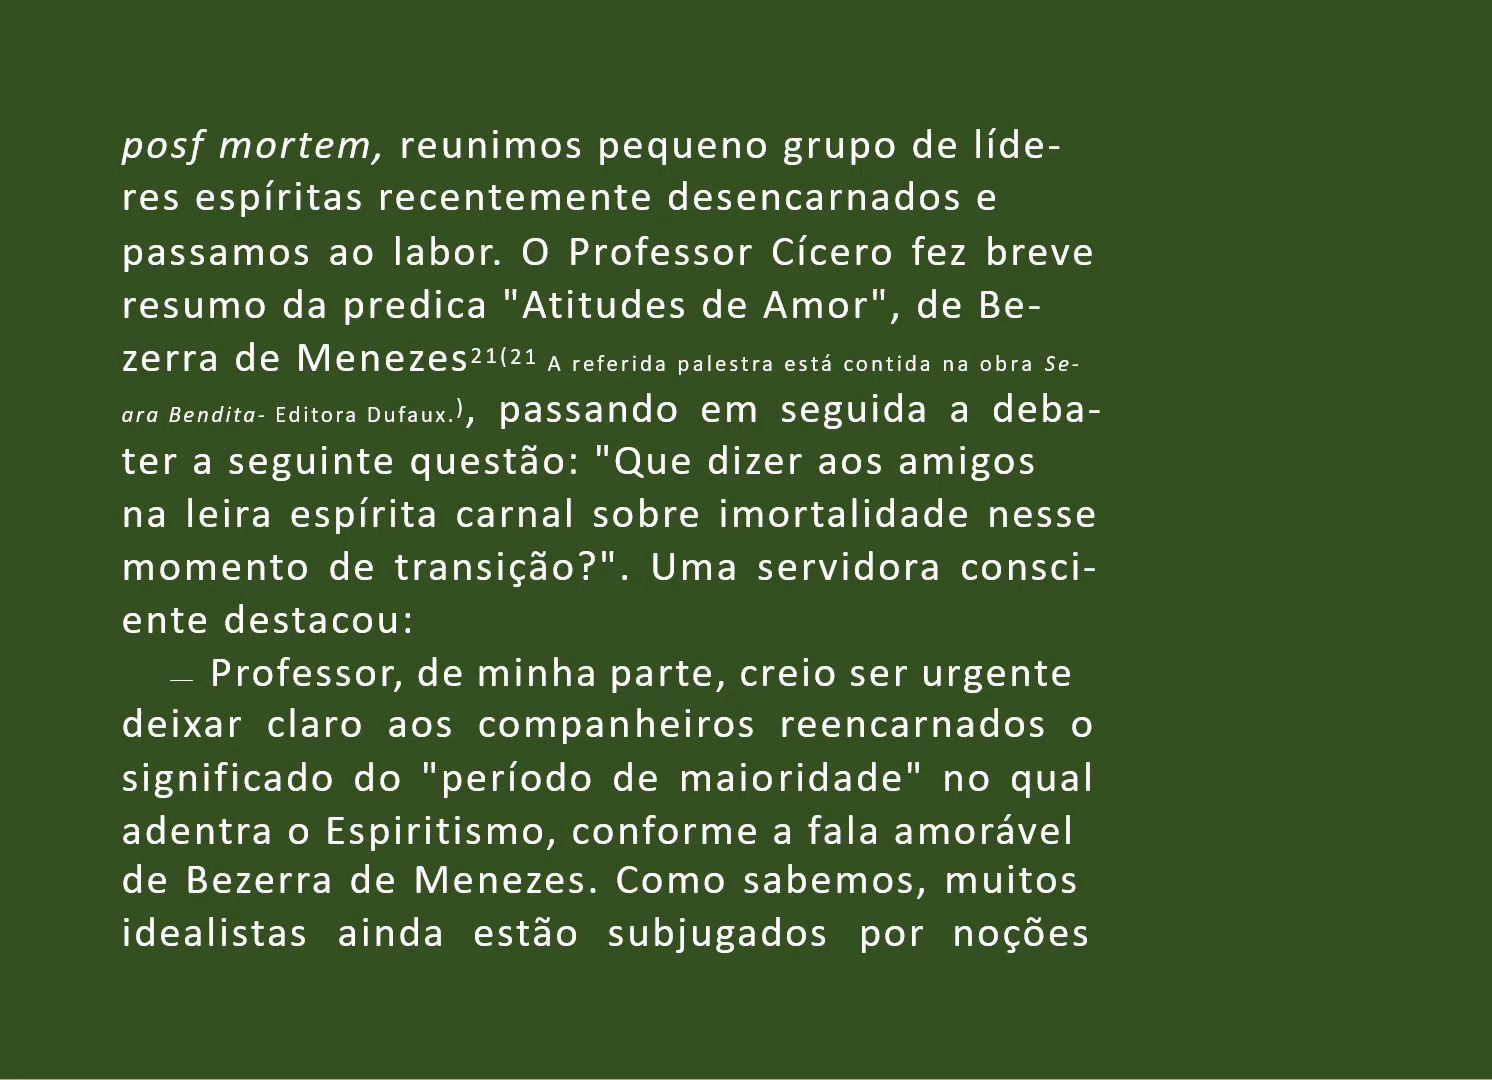 posf mortem, reunimos pequeno grupo de líde-
res espíritas recentemente desencarnados e
passamos ao labor. O Professor Cícero fez breve
resumo da predica "Atitudes de Amor", de Be-
zerra de Menezes21(21 A referida palestra está contida na obra Se-
ara Bendita- Editora Dufaux.), passando em seguida a deba-
ter a seguinte questão: "Que dizer aos amigos
na leira espírita carnal sobre imortalidade nesse
momento de transição?". Uma servidora consci-
ente destacou:
— Professor, de minha parte, creio ser urgente
deixar claro aos companheiros reencarnados o
significado do "período de maioridade" no qual
adentra o Espiritismo, conforme a fala amorável
de Bezerra de Menezes. Como sabemos, muitos
idealistas ainda estão subjugados por noções